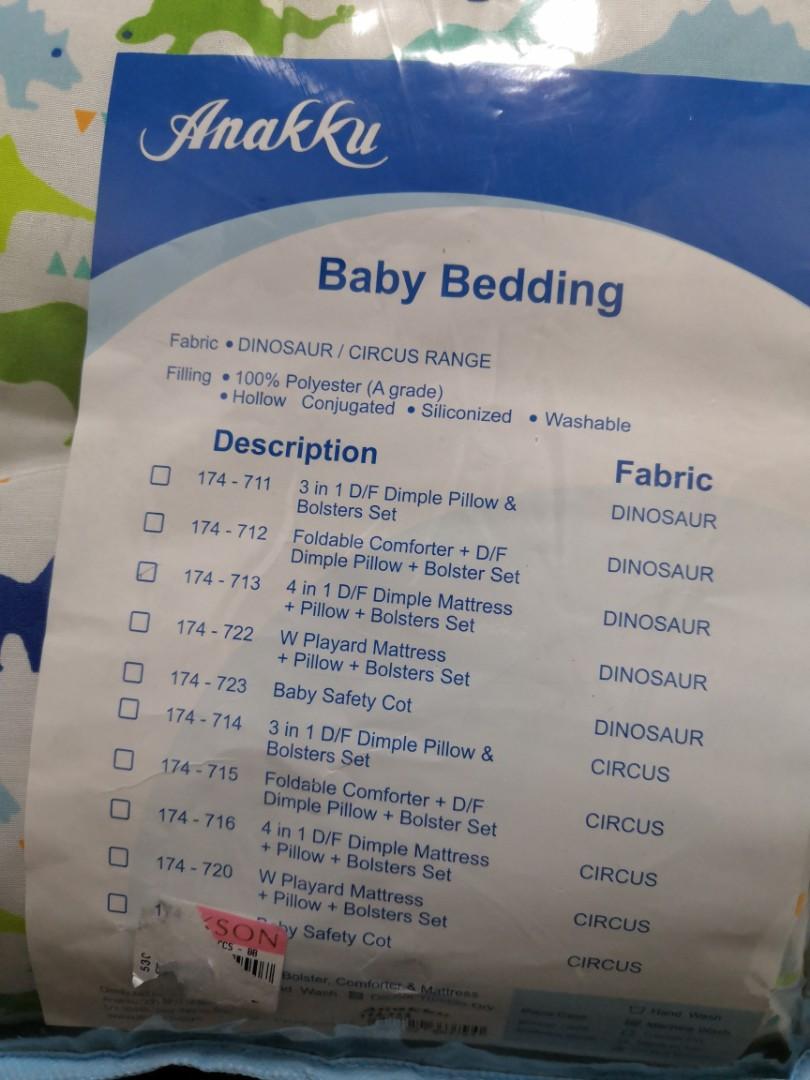 Anakku
Baby Bedding
Fabric • DINOSAUR / CIRCUS RANGE
Filling • 100% Polyester (A grade)
• Hollow Conjugated • Siliconized • Washable
Description Fabric
174 - 711 3 in 1 D/F Dimple Pillow & DINOSAUR
Bolsters Set
174 - 712 Foldable Comforter + D/F DINOSAUR
Dimple Pillow + Bolster Set
174 - 713 4 in 1 D/F Dimple Mattress DINOSAUR
+ Pillow + Bolsters Set
174 - 722 W Playard Mattress DINOSAUR
+ Pillow + Bolsters Set
174 - 723 Baby Safety Cot DINOSAUR
174 - 714 3 in 1 D/F Dimple Pillow & CIRCUS
Bolsters Set
174 - 715 Foldable Comforter + D/F CIRCUS
Dimple Pillow + Bolster Set
174 - 716 4 in 1 D/F Dimple Mattress CIRCUS
+ Pillow + Bolsters Set
174 - 720 W Playard Mattress CIRCUS
+ Pillow + Bolsters Set
Safety Cot CIRCUS
Bolster, Comforter & Mattress
Wash
Hand Wash
Machine Wash